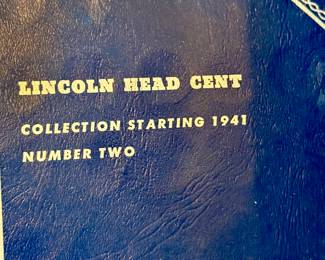 LINCOLN HEAD CENT
COLLECTION STARTING 1941
NUMBER TWO